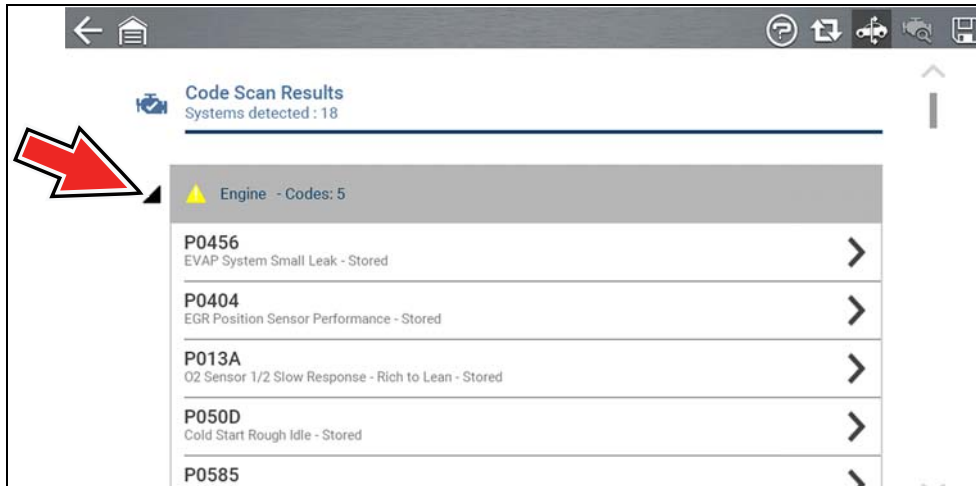 Code Scan Results
Systems detected : 18
Engine - Codes: 5
P0456
EVAP System Small Leak - Stored
P0404
EGR Position Sensor Performance - Stored
P013A
O2 Sensor 1/2 Slow Response - Rich to Lean - Stored
P050D
Cold Start Rough Idle - Stored
P0585